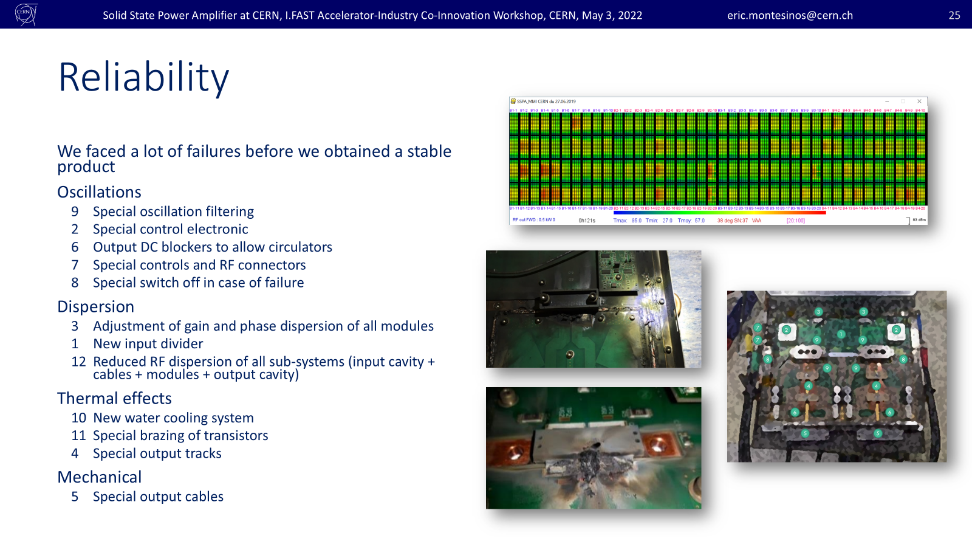 CERN
Solid State Power Amplifier at CERN, I.FAST Accelerator-Industry Co-Innovation Workshop, CERN, May 3, 2022
eric.montesinos@cern.ch
25
Reliability
We faced a lot of failures before we obtained a stable
product
Oscillations
9 Special oscillation filtering
2 Special control electronic
6 Output DC blockers to allow circulators
7 Special controls and RF connectors
8 Special switch off in case of failure
Dispersion
3 Adjustment of gain and phase dispersion of all modules
1 New input divider
12 Reduced RF dispersion of all sub-systems (input cavity +
cables + modules + output cavity)
Thermal effects
10 New water cooling system
11 Special brazing of transistors
4 Special output tracks
Mechanical
5 Special output cables